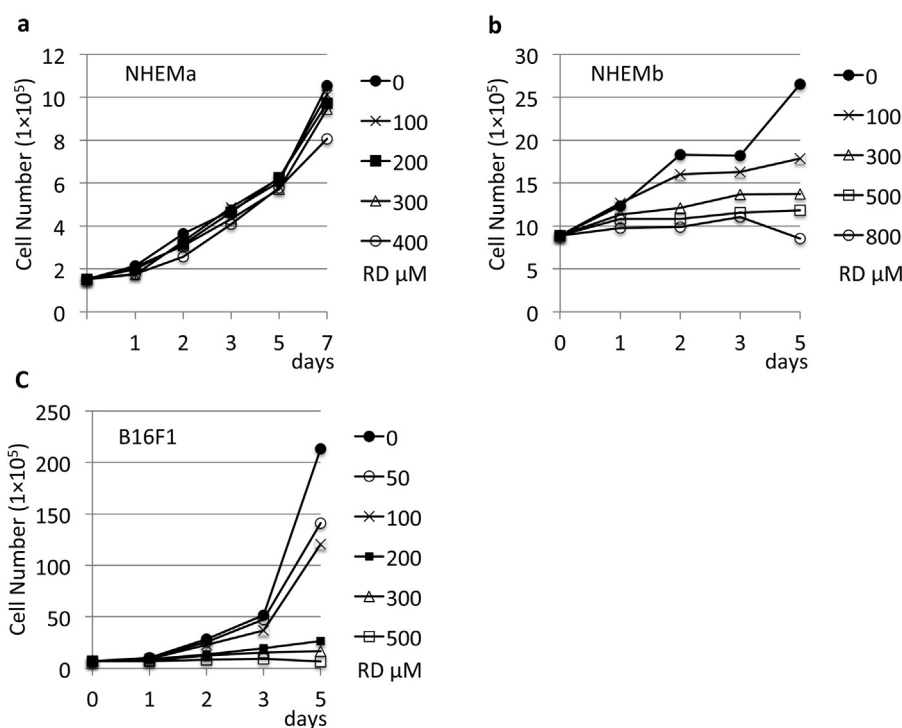 a
NHEMa
Cell Number (1×10⁵)
12
10
8
6
4
2
0
1 2 3 5 7
days
0
100
200
300
400
RD μM
b
NHEMb
Cell Number (1×10⁵)
30
25
20
15
10
5
0
0 1 2 3 5
days
0
100
300
500
800
RD μM
C
B16F1
Cell Number (1×10⁵)
250
200
150
100
50
0
0 1 2 3 5
days
0
50
100
200
300
500
RD μM